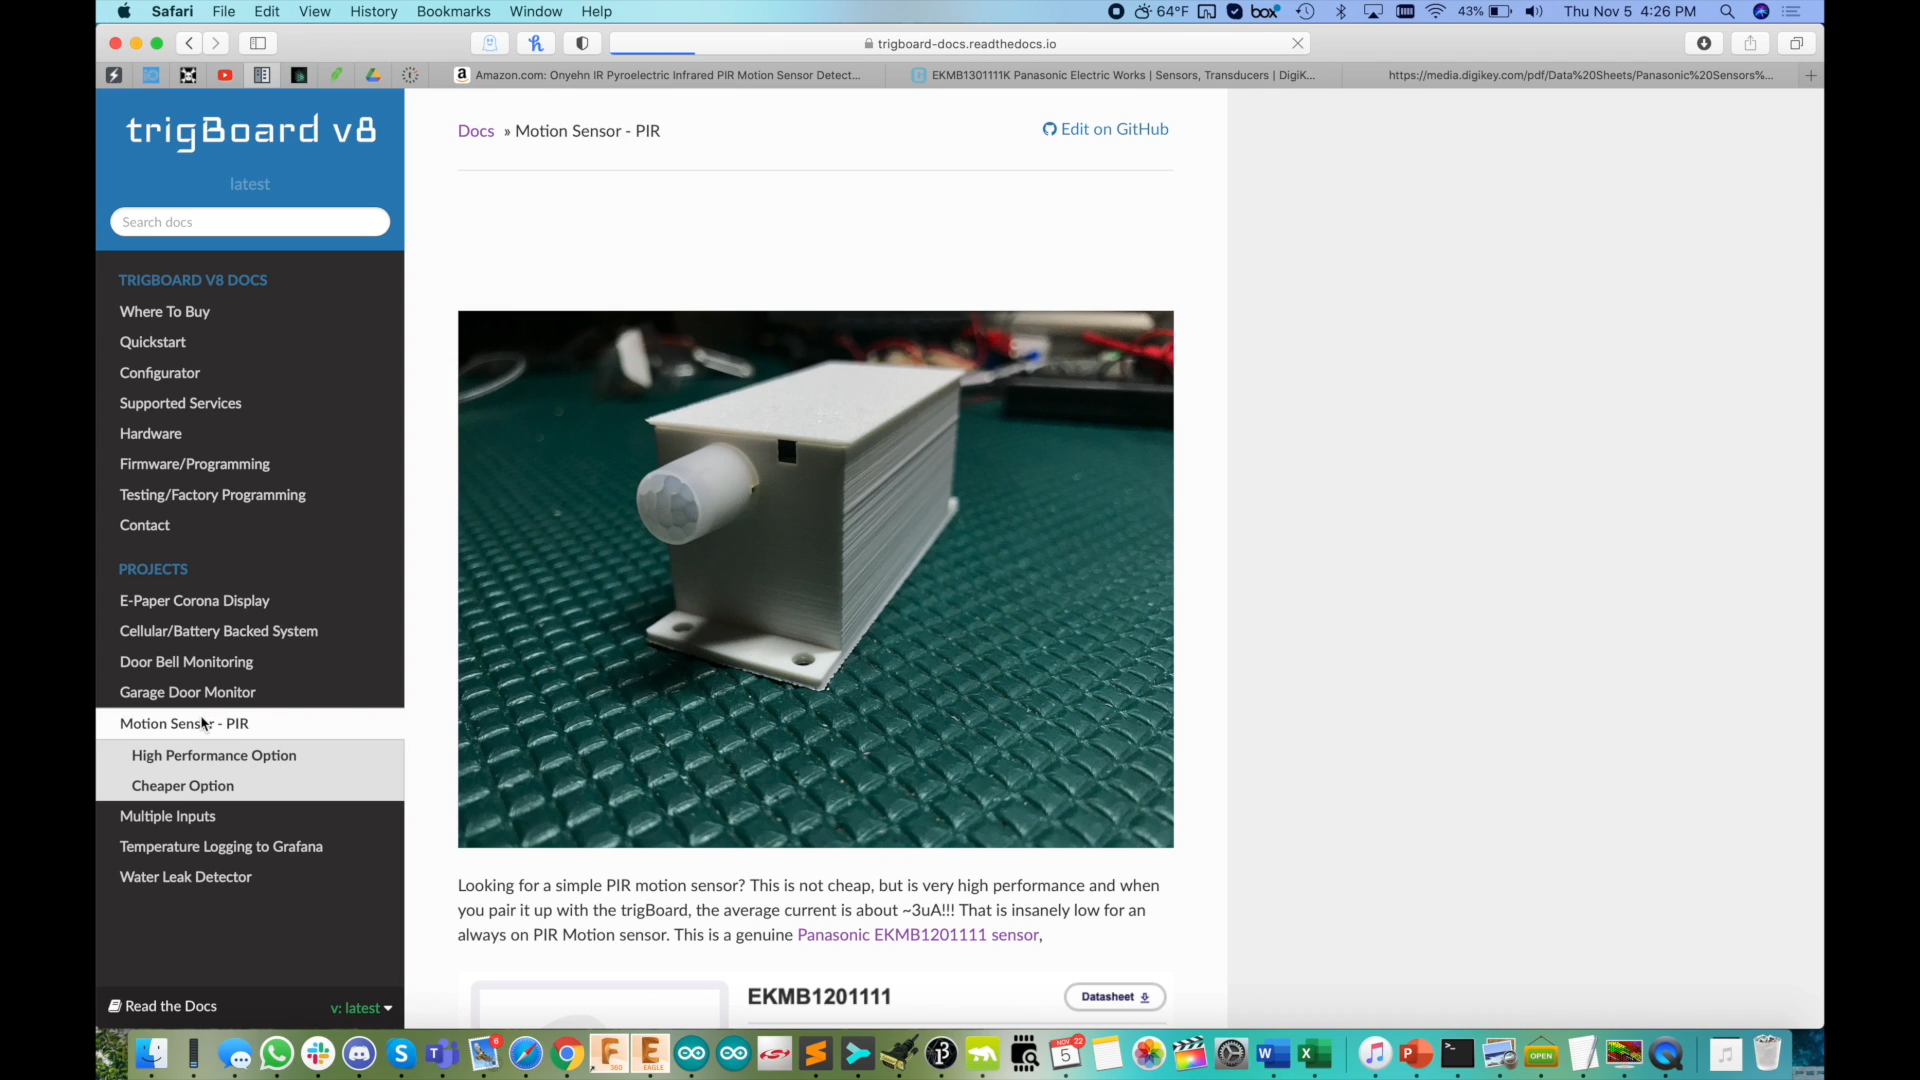 Safari File Edit View History Bookmarks Window Help
64°F box 43% Thu Nov 5 4:26 PM
trigboard-docs.readthedocs.io
Amazon.com: Onyehn IR Pyroelectric Infrared PIR Motion Sensor Detect...
EKMB1301111K Panasonic Electric Works | Sensors, Transducers | DigiK...
https://media.digikey.com/pdf/Data%20Sheets/Panasonic%20Sensors%...
trigBoard v8
latest
Search docs
TRIGBOARD V8 DOCS
Where To Buy
Quickstart
Configurator
Supported Services
Hardware
Firmware/Programming
Testing/Factory Programming
Contact
PROJECTS
E-Paper Corona Display
Cellular/Battery Backed System
Door Bell Monitoring
Garage Door Monitor
Motion Sensor - PIR
High Performance Option
Cheaper Option
Multiple Inputs
Temperature Logging to Grafana
Water Leak Detector
Read the Docs v: latest
Docs » Motion Sensor - PIR
Edit on GitHub
Looking for a simple PIR motion sensor? This is not cheap, but is very high performance and when
you pair it up with the trigBoard, the average current is about ~3uA!!! That is insanely low for an
always on PIR Motion sensor. This is a genuine Panasonic EKMB1201111 sensor,
EKMB1201111
Datasheet
6
F 360
E EAGLE
NOV 22
5
W
X
P
OPEN